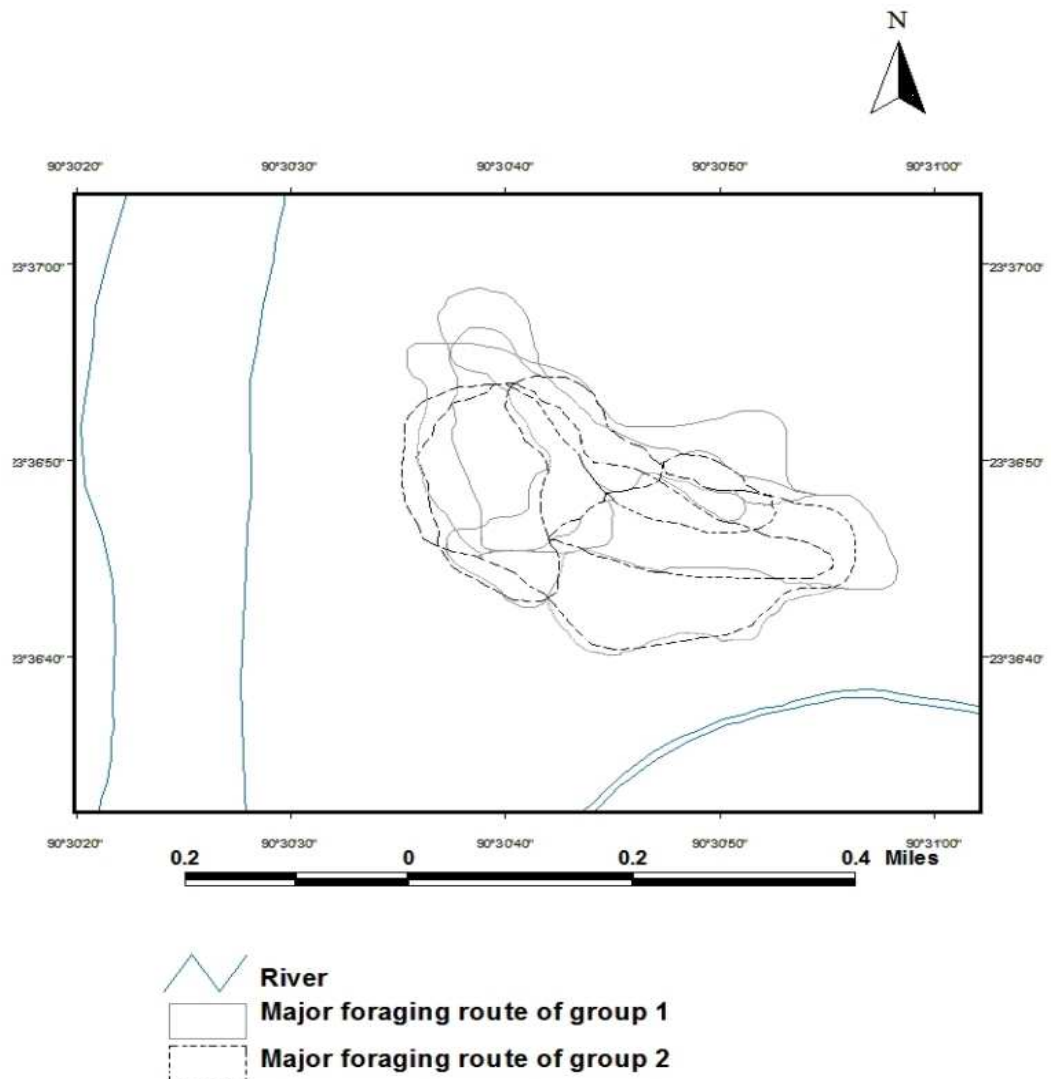 N
90°30'20" 90°30'30" 90°30'40" 90°30'50" 90°31'00"
23°37'00" 23°37'00"
23°36'50" 23°36'50"
23°36'40" 23°36'40"
90°30'20" 90°30'30" 90°30'40" 90°30'50" 90°31'00"
0.2 0 0.2 0.4 Miles
River
Major foraging route of group 1
Major foraging route of group 2